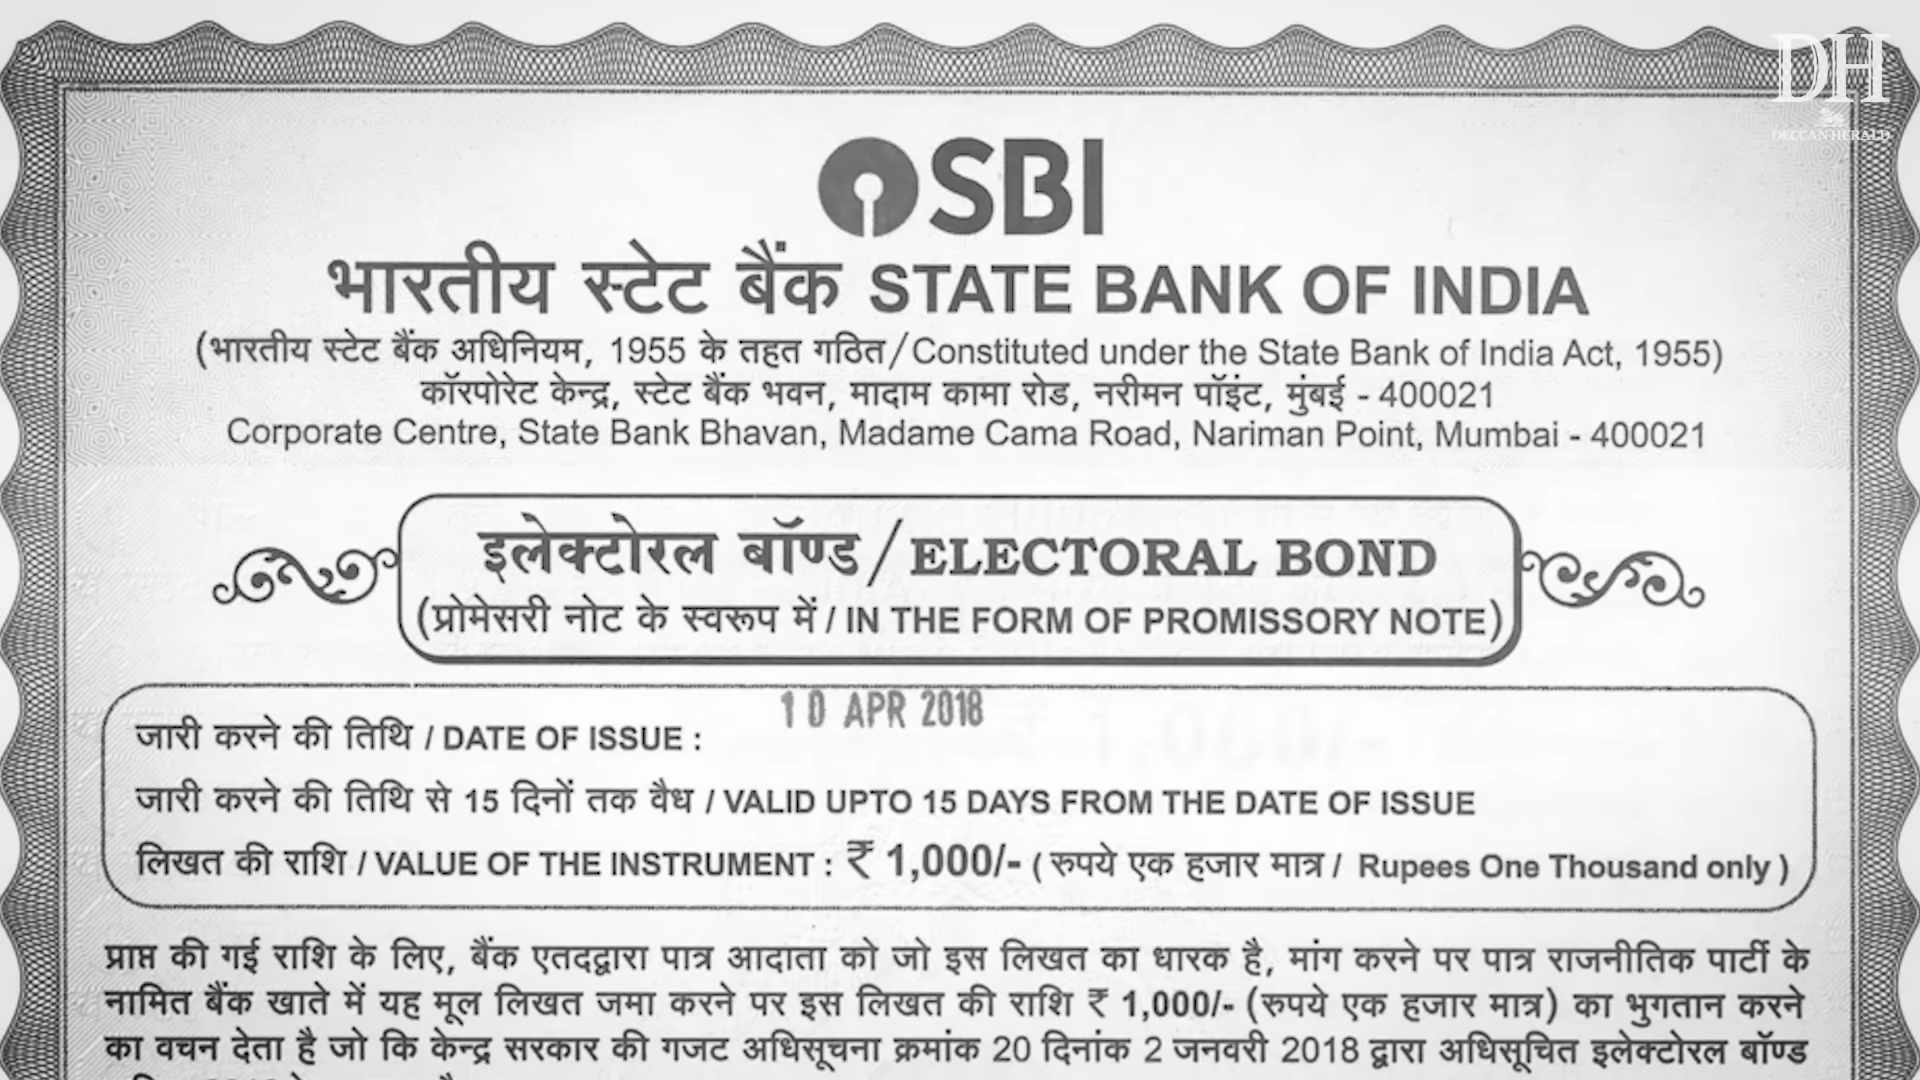 DH
DECCAN HERALD
SBI
भारतीय स्टेट बैंक STATE BANK OF INDIA
(भारतीय स्टेट बैंक अधिनियम, 1955 के तहत गठित/Constituted under the State Bank of India Act, 1955)
कॉरपोरेट केन्द्र, स्टेट बैंक भवन, मादाम कामा रोड, नरीमन पॉइंट, मुंबई - 400021
Corporate Centre, State Bank Bhavan, Madame Cama Road, Nariman Point, Mumbai - 400021
इलेक्टोरल बॉण्ड/ELECTORAL BOND
(प्रोमेसरी नोट के स्वरूप में / IN THE FORM OF PROMISSORY NOTE)
10 APR 2018
जारी करने की तिथि / DATE OF ISSUE :
जारी करने की तिथि से 15 दिनों तक वैध / VALID UPTO 15 DAYS FROM THE DATE OF ISSUE
लिखत की राशि / VALUE OF THE INSTRUMENT : ₹ 1,000/- ( रुपये एक हजार मात्र / Rupees One Thousand only )
प्राप्त की गई राशि के लिए, बैंक एतदद्वारा पात्र आदाता को जो इस लिखत का धारक है, मांग करने पर पात्र राजनीतिक पार्टी के
नामित बैंक खाते में यह मूल लिखत जमा करने पर इस लिखत की राशि ₹ 1,000/- (रुपये एक हजार मात्र) का भुगतान करने
का वचन देता है जो कि केन्द्र सरकार की गजट अधिसूचना क्रमांक 20 दिनांक 2 जनवरी 2018 द्वारा अधिसूचित इलेक्टोरल बॉण्ड